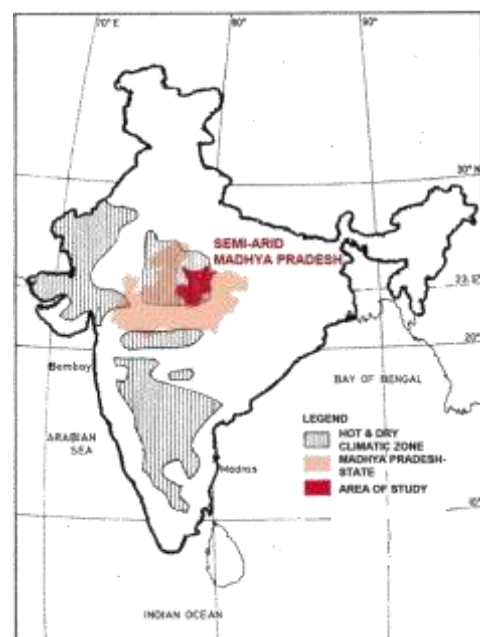 70°E
80°
90°
30°N
SEMI-ARID
MADHYA PRADESH
23.5°
20°
Bombay
BAY OF BENGAL
ARABIAN
SEA
LEGEND
HOT & DRY
CLIMATIC ZONE
MADHYA PRADESH-
STATE
AREA OF STUDY
Madras
10°
INDIAN OCEAN